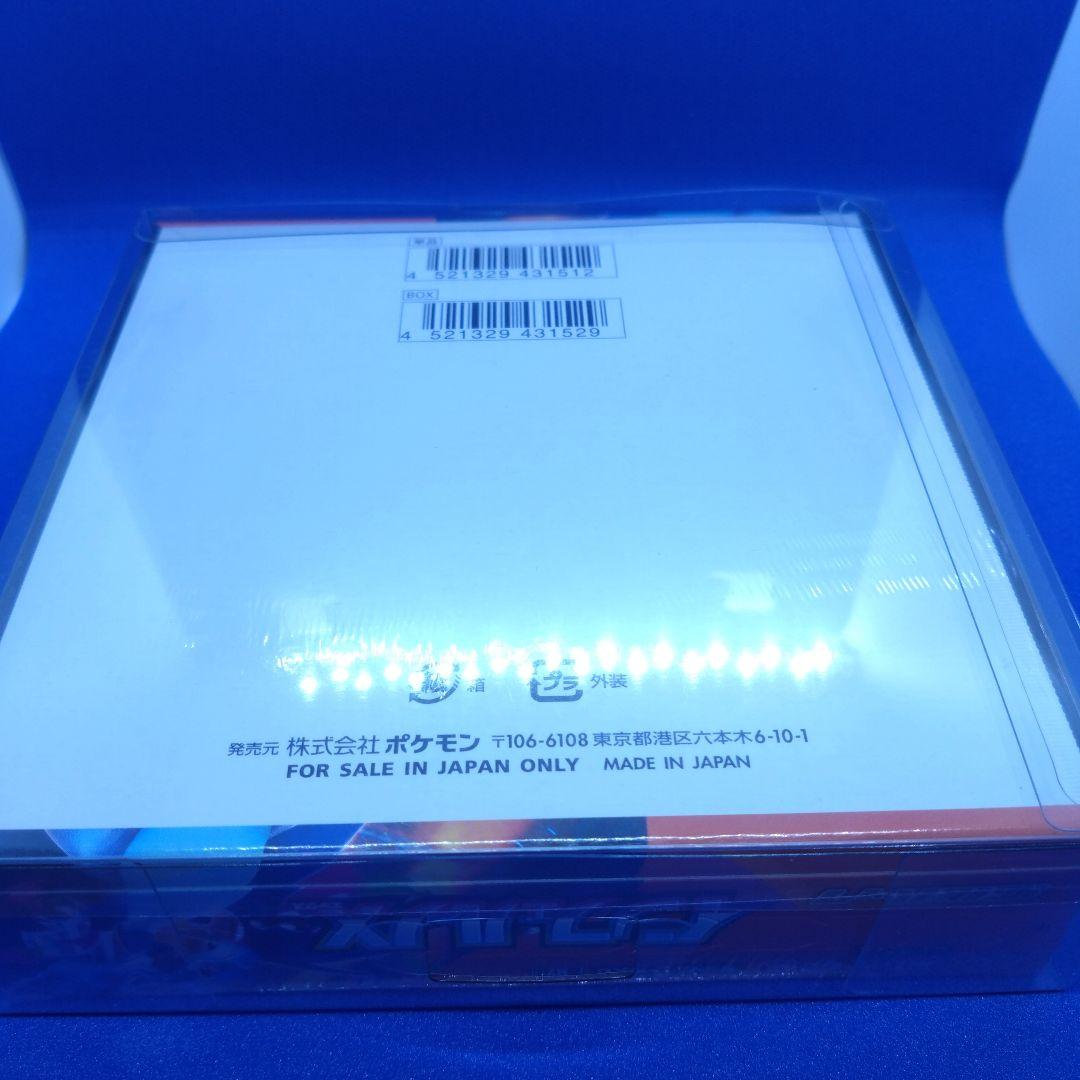 単品
4 521329 431512
BOX
4 521329 431529
紙 箱 プラ 外装
発売元 株式会社 ポケモン 〒106-6108 東京都港区六本木6-10-1
FOR SALE IN JAPAN ONLY MADE IN JAPAN